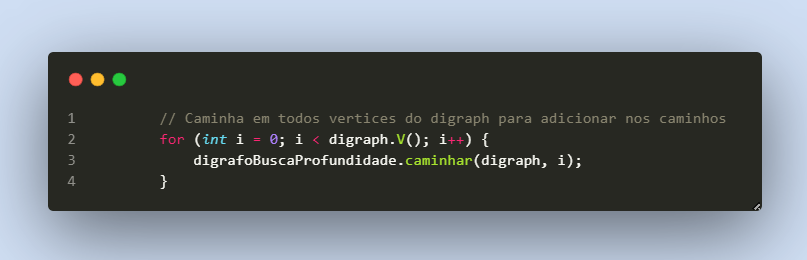 1 // Caminha em todos vertices do digraph para adicionar nos caminhos
2 for (int i = 0; i < digraph.V(); i++) {
3 digrafoBuscaProfundidade.caminhar(digraph, i);
4 }